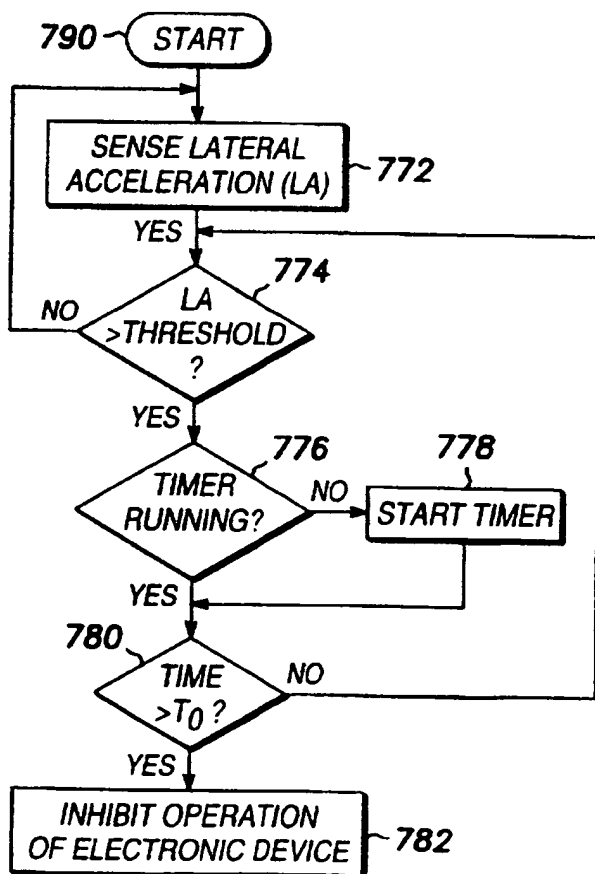 790
START
SENSE LATERAL
ACCELERATION (LA)
772
YES
774
NO
LA
>THRESHOLD
?
YES
776
778
TIMER
RUNNING?
NO
START TIMER
YES
780
TIME
>T0 ?
NO
YES
INHIBIT OPERATION
OF ELECTRONIC DEVICE
782